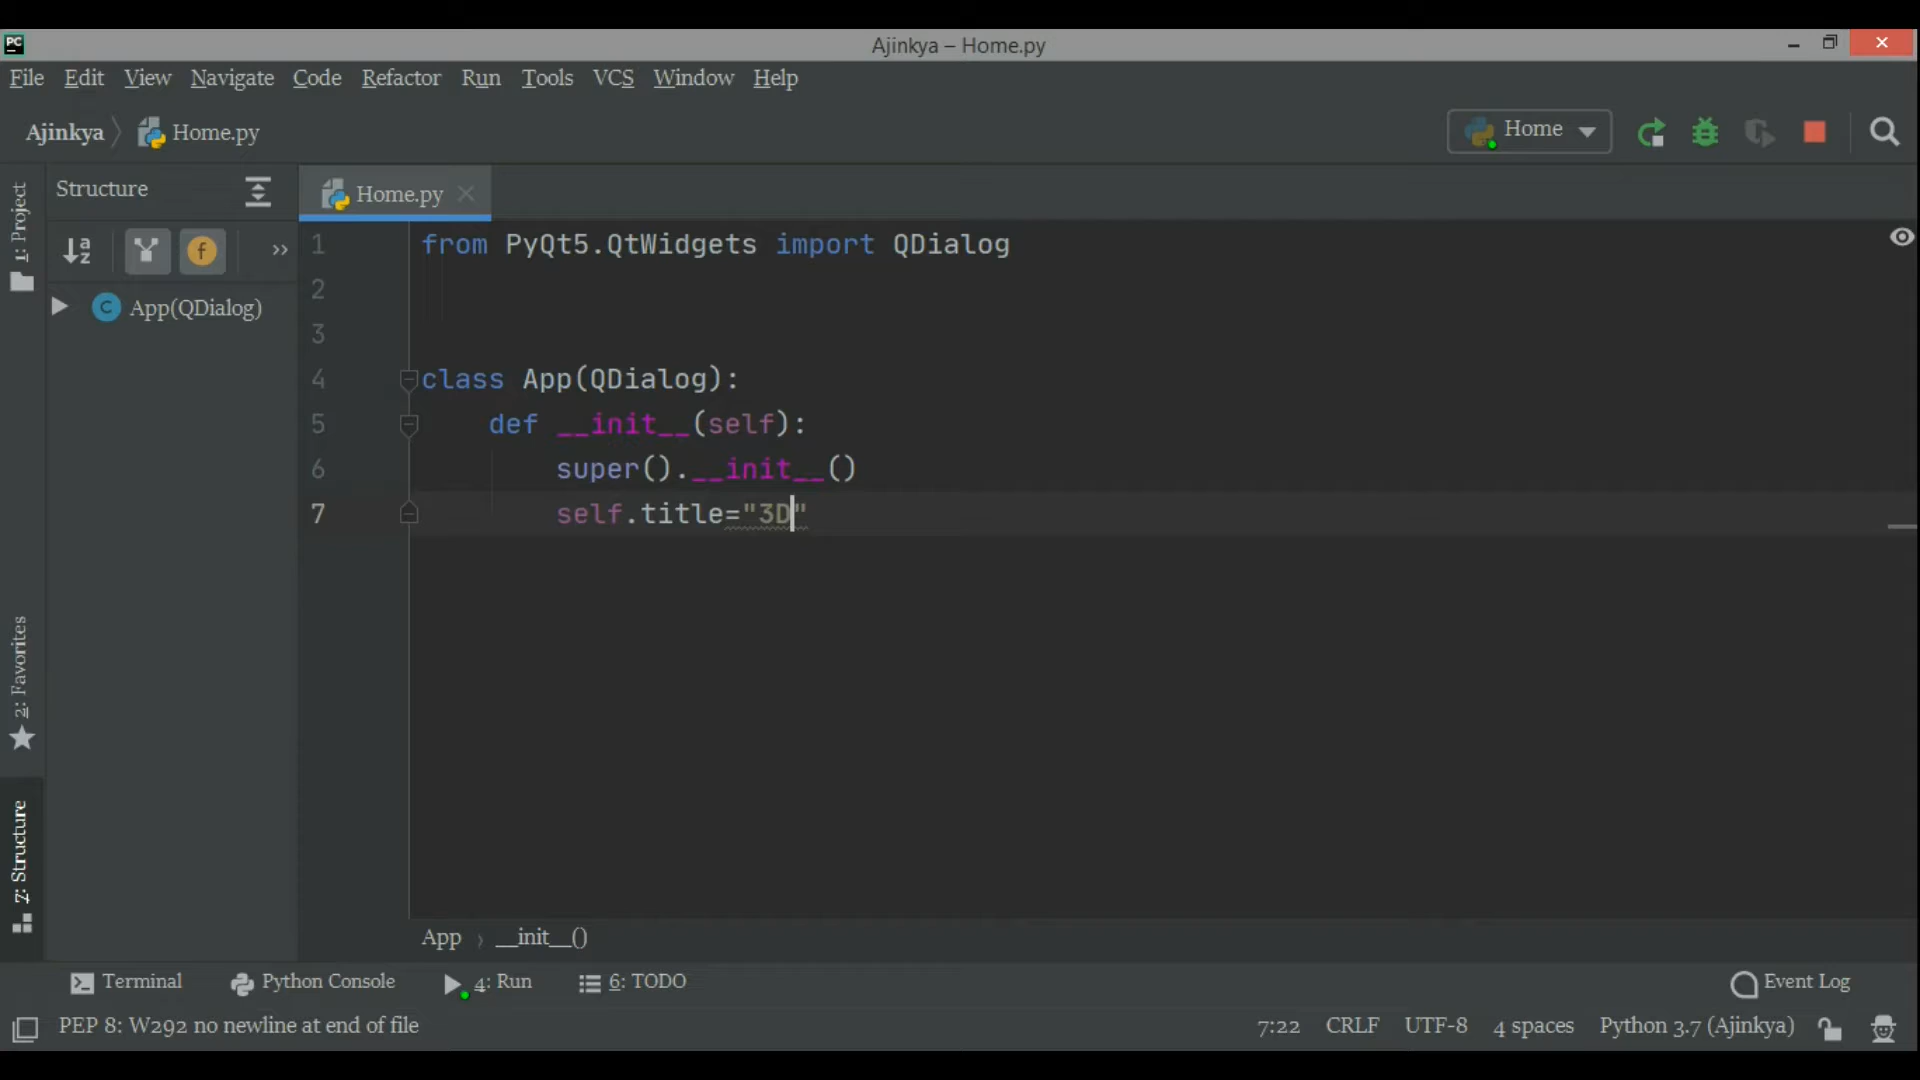 PC
Ajinkya – Home.py
File Edit View Navigate Code Refactor Run Tools VCS Window Help
Ajinkya Home.py
Home
1: Project
Structure
Home.py
App(QDialog)
1 from PyQt5.QtWidgets import QDialog
2
3
4 class App(QDialog):
5 def __init__(self):
6 super().__init__()
7 self.title="3D"
2: Favorites
7: Structure
App › __init__()
Terminal Python Console 4: Run 6: TODO Event Log
PEP 8: W292 no newline at end of file 7:22 CRLF UTF-8 4 spaces Python 3.7 (Ajinkya)